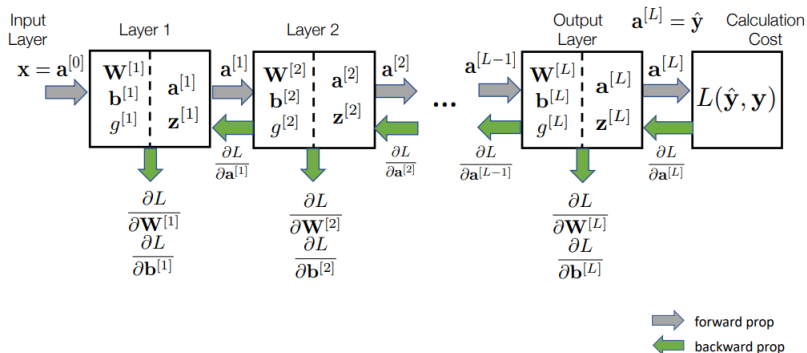 Input Layer
Layer 1
Layer 2
Output Layer
𝐚^{[L]} = ŷ
Calculation Cost
𝐱 = 𝐚^{[0]}
𝐖^{[1]}
𝐛^{[1]}
g^{[1]}
𝐚^{[1]}
𝐳^{[1]}
𝐚^{[1]}
∂L/∂𝐚^{[1]}
𝐖^{[2]}
𝐛^{[2]}
g^{[2]}
𝐚^{[2]}
𝐳^{[2]}
𝐚^{[2]}
∂L/∂𝐚^{[2]}
...
𝐚^{[L−1]}
∂L/∂𝐚^{[L−1]}
𝐖^{[L]}
𝐛^{[L]}
g^{[L]}
𝐚^{[L]}
𝐳^{[L]}
𝐚^{[L]}
∂L/∂𝐚^{[L]}
L(ŷ, 𝐲)
∂L/∂𝐖^{[1]}
∂L/∂𝐛^{[1]}
∂L/∂𝐖^{[2]}
∂L/∂𝐛^{[2]}
∂L/∂𝐖^{[L]}
∂L/∂𝐛^{[L]}
forward prop
backward prop